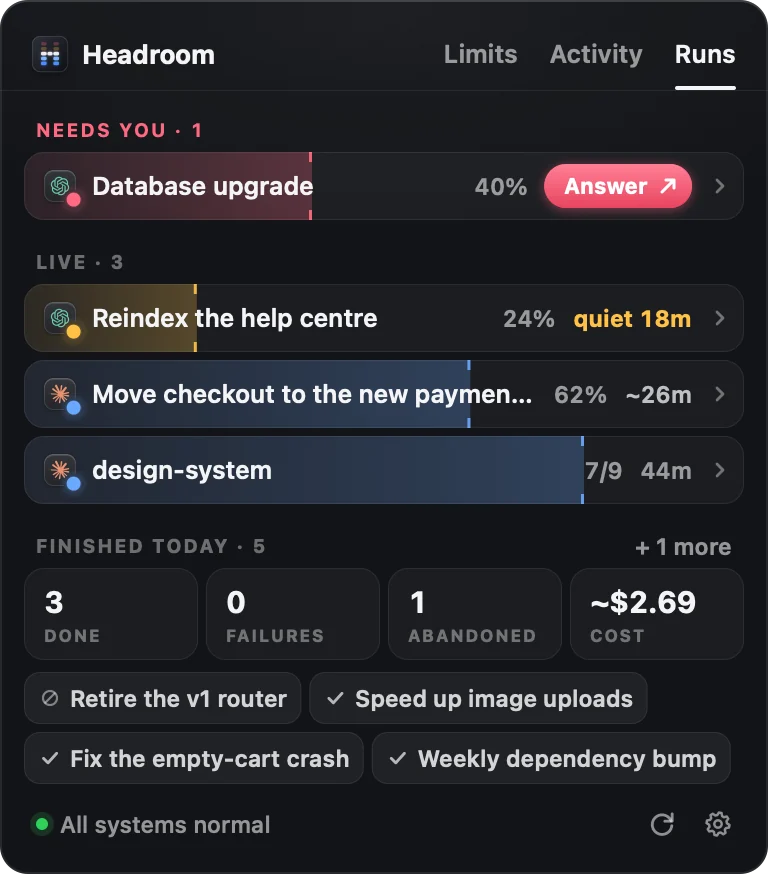 Headroom Limits Activity Runs
NEEDS YOU · 1
Database upgrade 40% Answer ↗
LIVE · 3
Reindex the help centre 24% quiet 18m
Move checkout to the new paymen... 62% ~26m
design-system 7/9 44m
FINISHED TODAY · 5 + 1 more
3 0 1 ~$2.69
DONE FAILURES ABANDONED COST
Retire the v1 router Speed up image uploads
Fix the empty-cart crash Weekly dependency bump
All systems normal